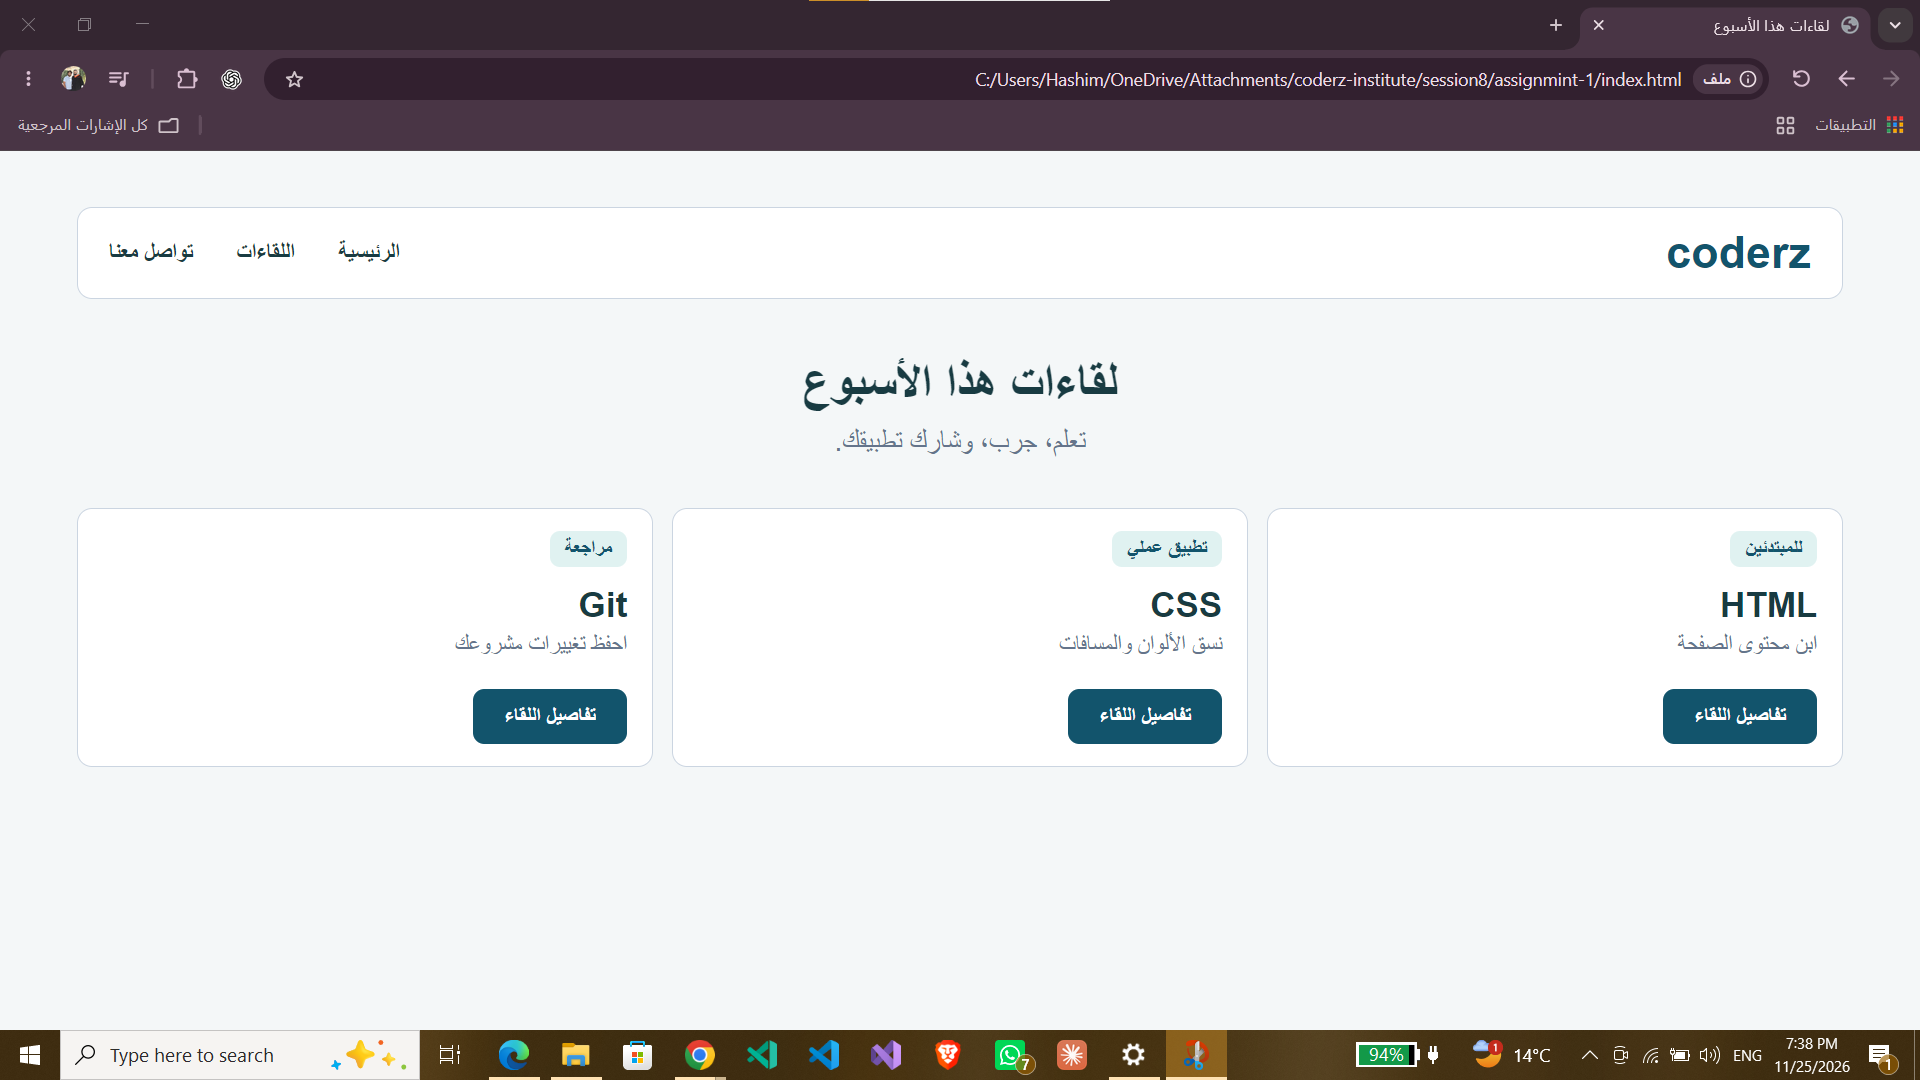 لقاءات هذا الأسبوع
ملف
C:/Users/Hashim/OneDrive/Attachments/coderz-institute/session8/assignmint-1/index.html
التطبيقات
كل الإشارات المرجعية
coderz
الرئيسية
اللقاءات
تواصل معنا
لقاءات هذا الأسبوع
تعلم، جرب، وشارك تطبيقك.
للمبتدئين
HTML
ابن محتوى الصفحة
تفاصيل اللقاء
تطبيق عملي
CSS
نسق الألوان والمسافات
تفاصيل اللقاء
مراجعة
Git
احفظ تغييرات مشروعك
تفاصيل اللقاء
Type here to search
7
94%
1
14°C
ENG
7:38 PM
11/25/2026
1